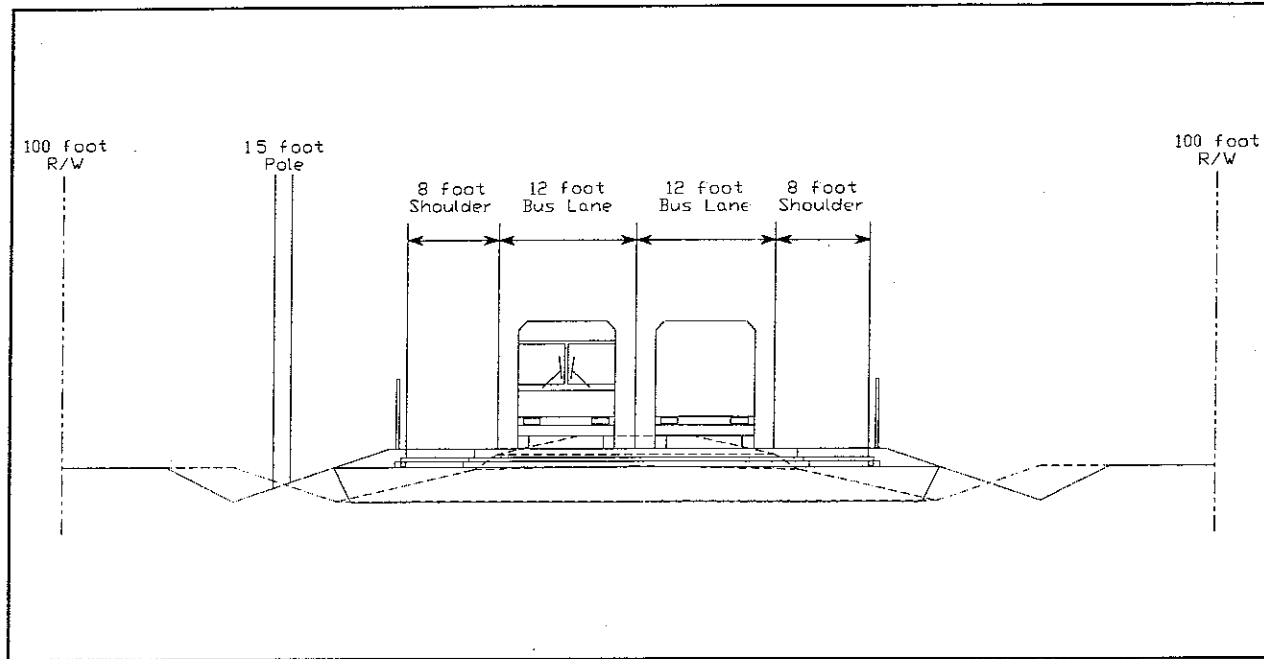 100 foot
R/W
15 foot
Pole
8 foot
Shoulder
12 foot
Bus Lane
12 foot
Bus Lane
8 foot
Shoulder
100 foot
R/W